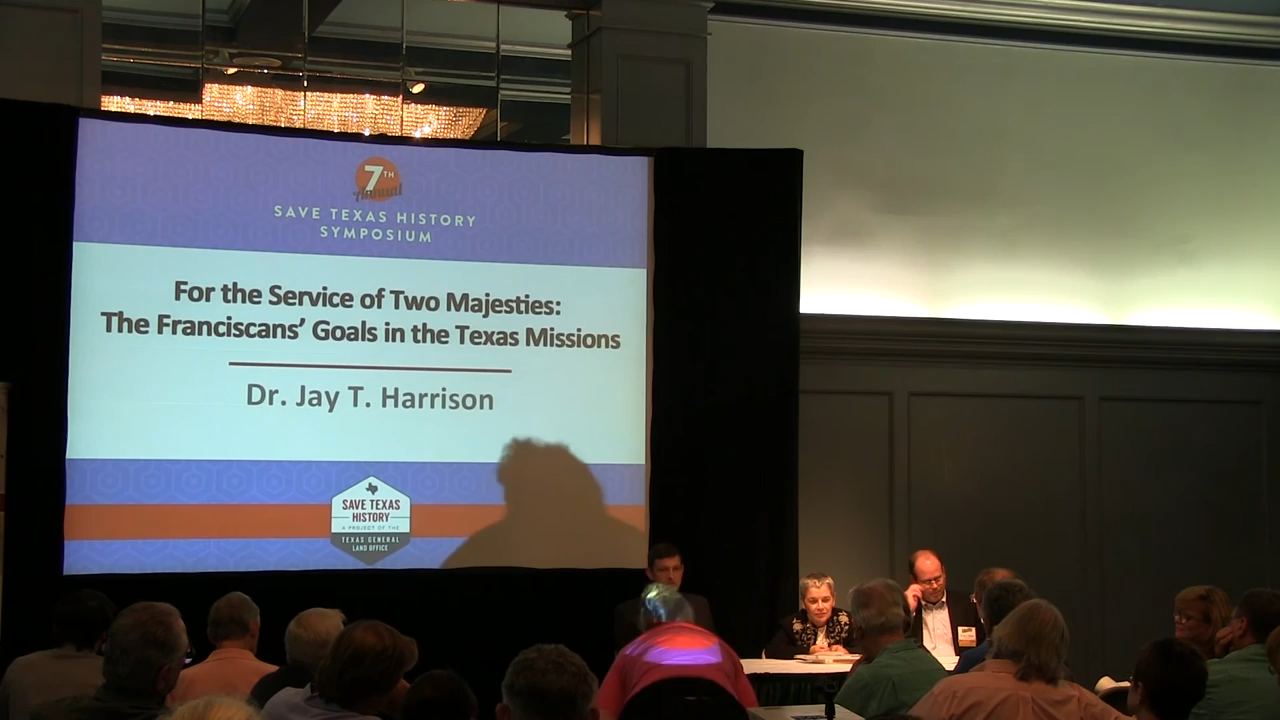 7TH
Annual
SAVE TEXAS HISTORY
SYMPOSIUM
For the Service of Two Majesties:
The Franciscans' Goals in the Texas Missions
Dr. Jay T. Harrison
SAVE TEXAS
HISTORY
A PROJECT OF THE
TEXAS GENERAL
LAND OFFICE